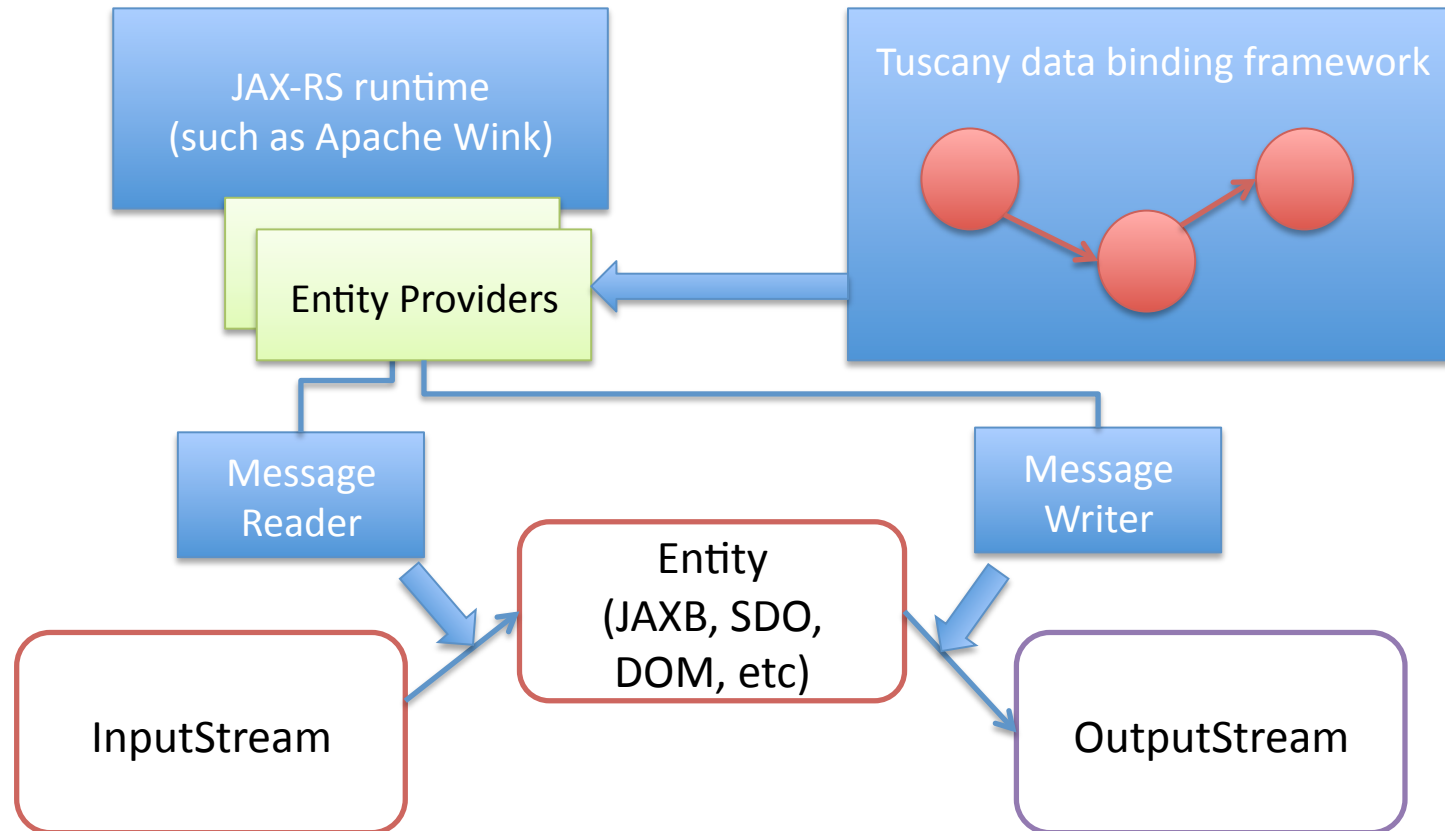 JAX-RS runtime
(such as Apache Wink)
Tuscany data binding framework
Entity Providers
Message
Reader
Message
Writer
Entity
(JAXB, SDO,
DOM, etc)
InputStream
OutputStream